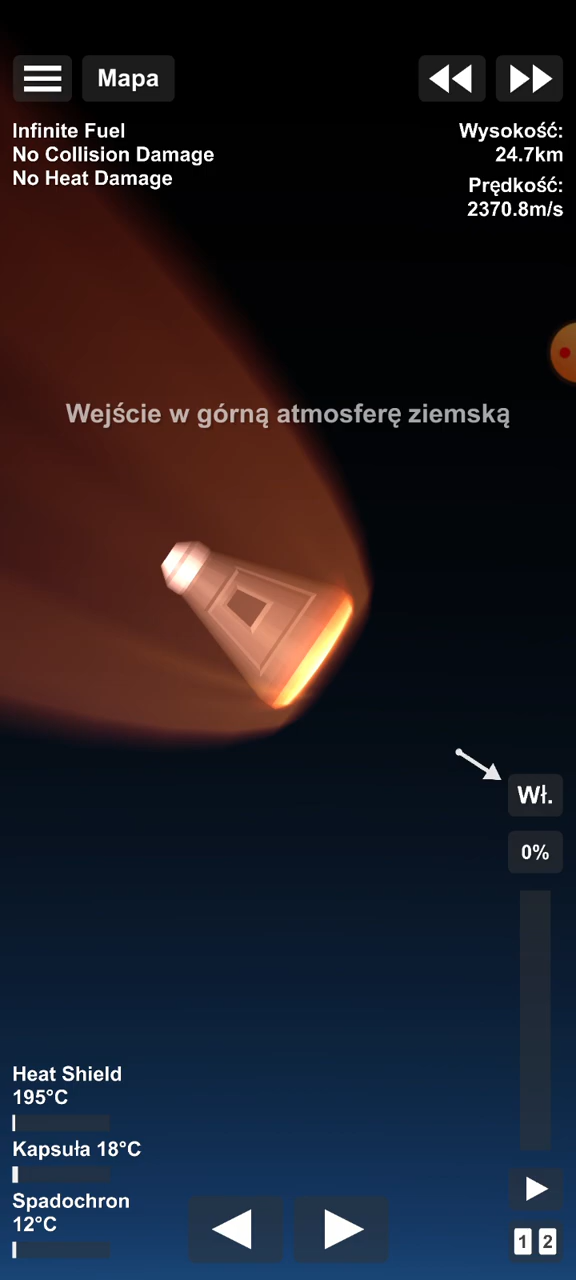 Mapa
Infinite Fuel
No Collision Damage
No Heat Damage
Wysokość:
24.7km
Prędkość:
2370.8m/s
Wejście w górną atmosferę ziemską
Wł.
0%
Heat Shield
195°C
Kapsuła 18°C
Spadochron
12°C
1 2